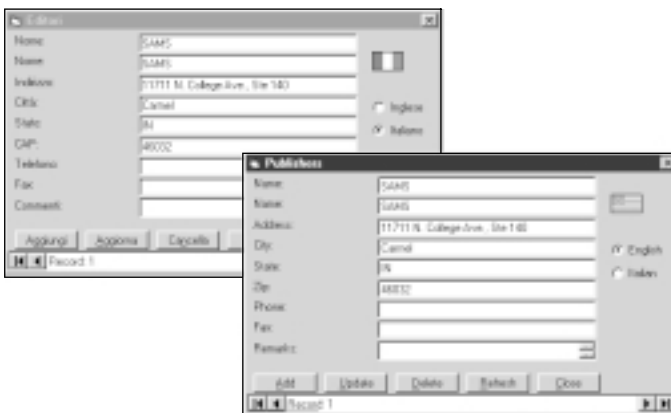 Editori
Name: SAMS
Name: SAMS
Indirizzo: 11711 N. College Ave., Ste 140
Città: Carmel
State: IN
CAP: 46032
Telefono:
Fax:
Commenti:
Inglese
Italiano
Aggiungi Aggiorna Cancella
Record: 1
Publishers
Name: SAMS
Name: SAMS
Address: 11711 N. College Ave., Ste 140
City: Carmel
State: IN
Zip: 46032
Phone:
Fax:
Remarks:
English
Italian
Add Update Delete Refresh Close
Record: 1